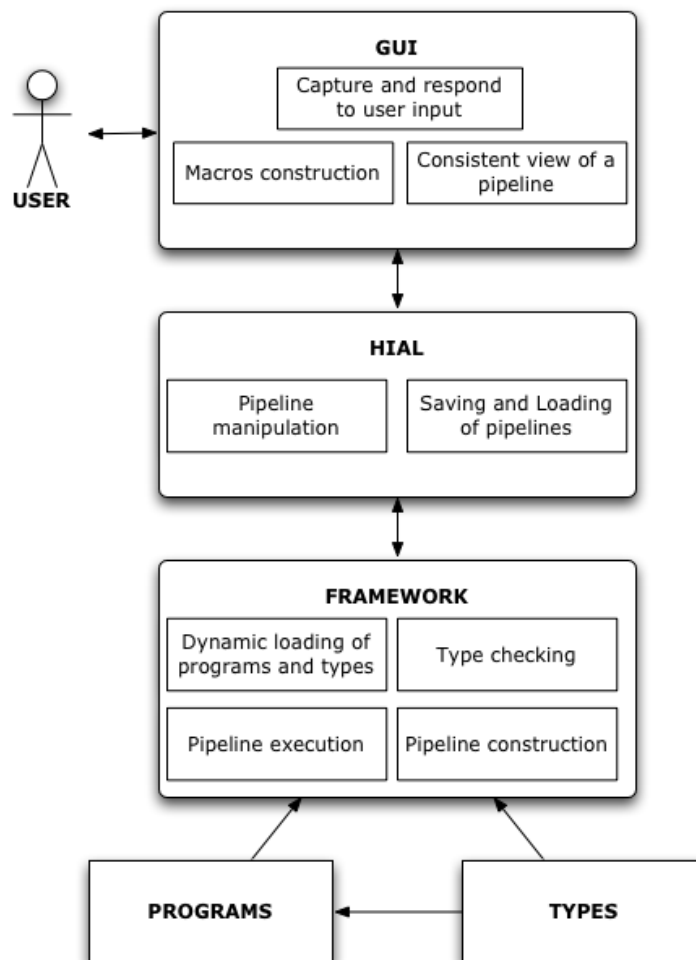 GUI
Capture and respond
to user input
Macros construction
Consistent view of a
pipeline
USER
HIAL
Pipeline
manipulation
Saving and Loading
of pipelines
FRAMEWORK
Dynamic loading of
programs and types
Type checking
Pipeline execution
Pipeline construction
PROGRAMS
TYPES